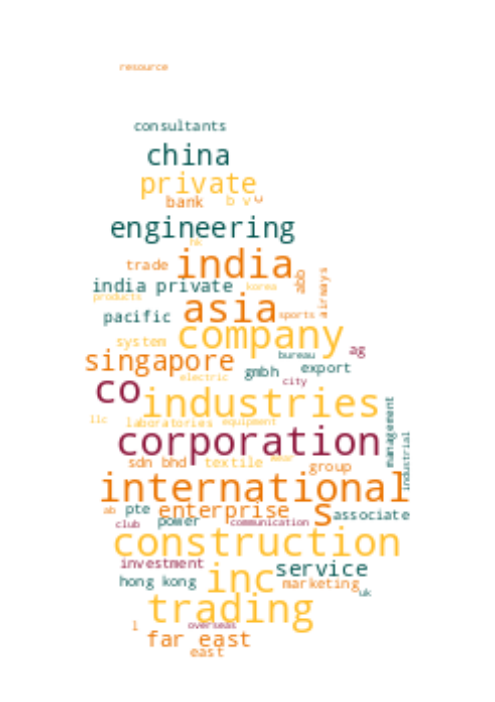 resource
consultants
china
private
bank b v
engineering
hk
india
trade
abb
airways
india private korea
products
asia
pacific sports
company
system
bureau ag
singapore
gmbh export
electric city
co
industries
management
llc laboratories equipment
corporation
industrial
sdn bhd textile
group
international
ab pte enterprise s associate
club power communication
construction
investment service
hong kong inc marketing
uk
trading
l overseas
far east
east